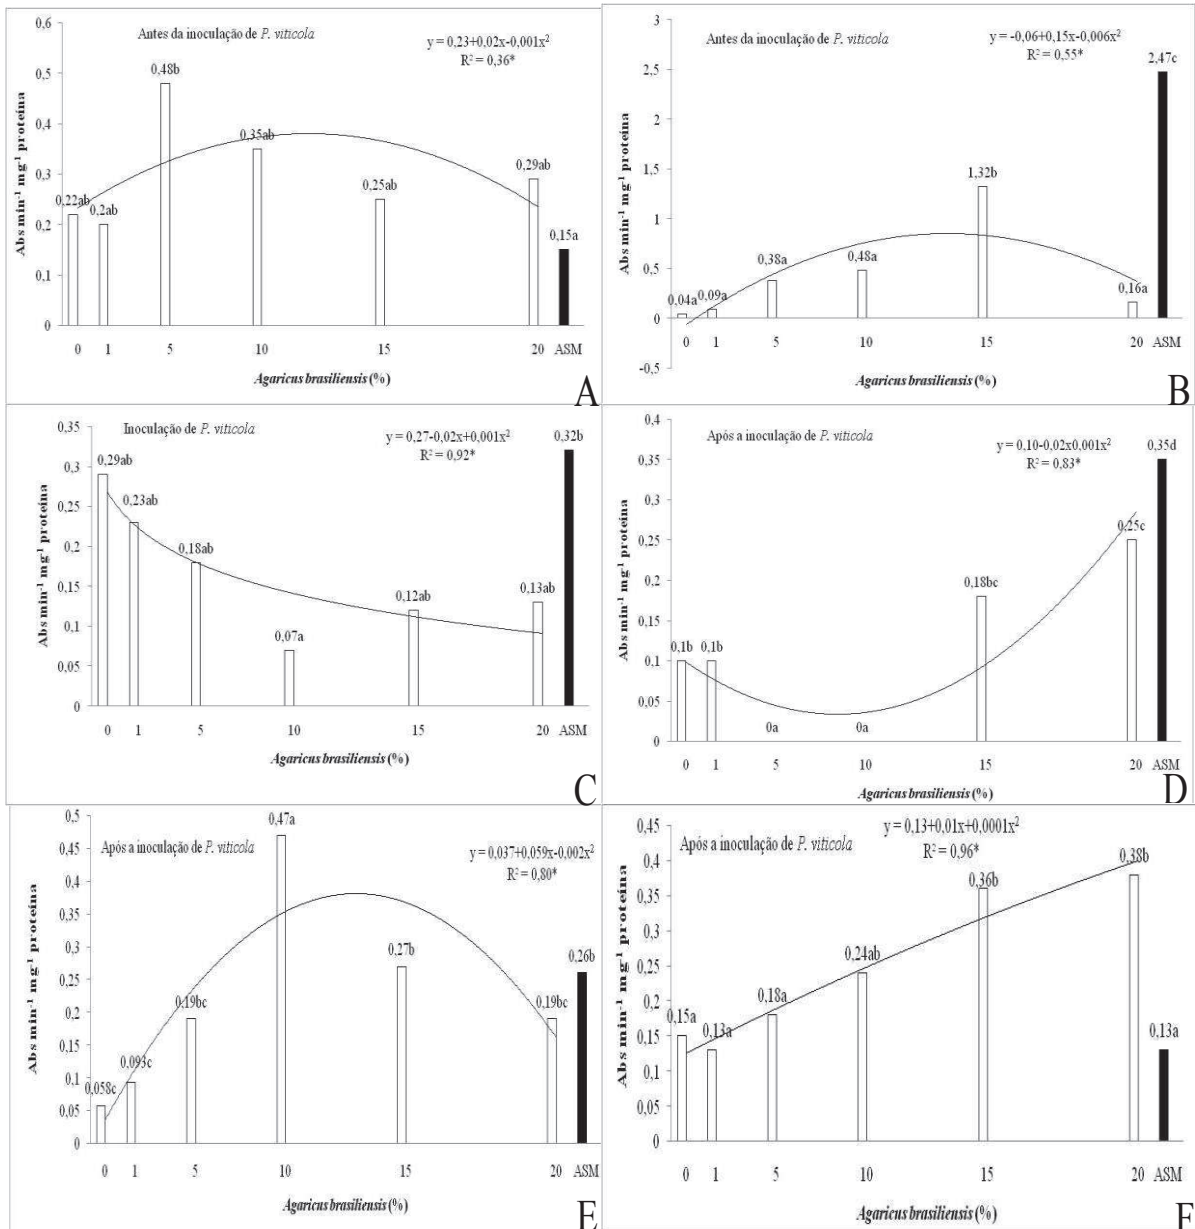 Antes da inoculação de P. viticola
y = 0,23+0,02x-0,001x²
R² = 0,36*
Abs min⁻¹ mg⁻¹ proteína
0,6
0,5
0,4
0,3
0,2
0,1
0
0,22ab
0,2ab
0,48b
0,35ab
0,25ab
0,29ab
0,15a
0 1 5 10 15 20 ASM
Agaricus brasiliensis (%)
A
Antes da inoculação de P. viticola
y = -0,06+0,15x-0,006x²
R² = 0,55*
Abs min⁻¹ mg⁻¹ proteína
3
2,5
2
1,5
1
0,5
0
-0,5
0,04a
0,09a
0,38a
0,48a
1,32b
0,16a
2,47c
0 1 5 10 15 20 ASM
Agaricus brasiliensis (%)
B
Inoculação de P. viticola
y = 0,27-0,02x+0,001x²
R² = 0,92*
Abs min⁻¹ mg⁻¹ proteína
0,35
0,3
0,25
0,2
0,15
0,1
0,05
0
0,29ab
0,23ab
0,18ab
0,07a
0,12ab
0,13ab
0,32b
0 1 5 10 15 20 ASM
Agaricus brasiliensis (%)
C
Após a inoculação de P. viticola
y = 0,10-0,02x0,001x²
R² = 0,83*
Abs min⁻¹ mg⁻¹ proteína
0,4
0,35
0,3
0,25
0,2
0,15
0,1
0,05
0
0,1b
0,1b
0a
0a
0,18bc
0,25c
0,35d
0 1 5 10 15 20 ASM
Agaricus brasiliensis (%)
D
Após a inoculação de P. viticola
y = 0,037+0,059x-0,002x²
R² = 0,80*
Abs min⁻¹ mg⁻¹ proteína
0,5
0,45
0,4
0,35
0,3
0,25
0,2
0,15
0,1
0,05
0
0,058c
0,093c
0,19bc
0,47a
0,27b
0,19bc
0,26b
0 1 5 10 15 20 ASM
Agaricus brasiliensis (%)
E
Após a inoculação de P. viticola
y = 0,13+0,01x+0,0001x²
R² = 0,96*
Abs min⁻¹ mg⁻¹ proteína
0,45
0,4
0,35
0,3
0,25
0,2
0,15
0,1
0,05
0
0,15a
0,13a
0,18a
0,24ab
0,36b
0,38b
0,13a
0 1 5 10 15 20 ASM
Agaricus brasiliensis (%)
F